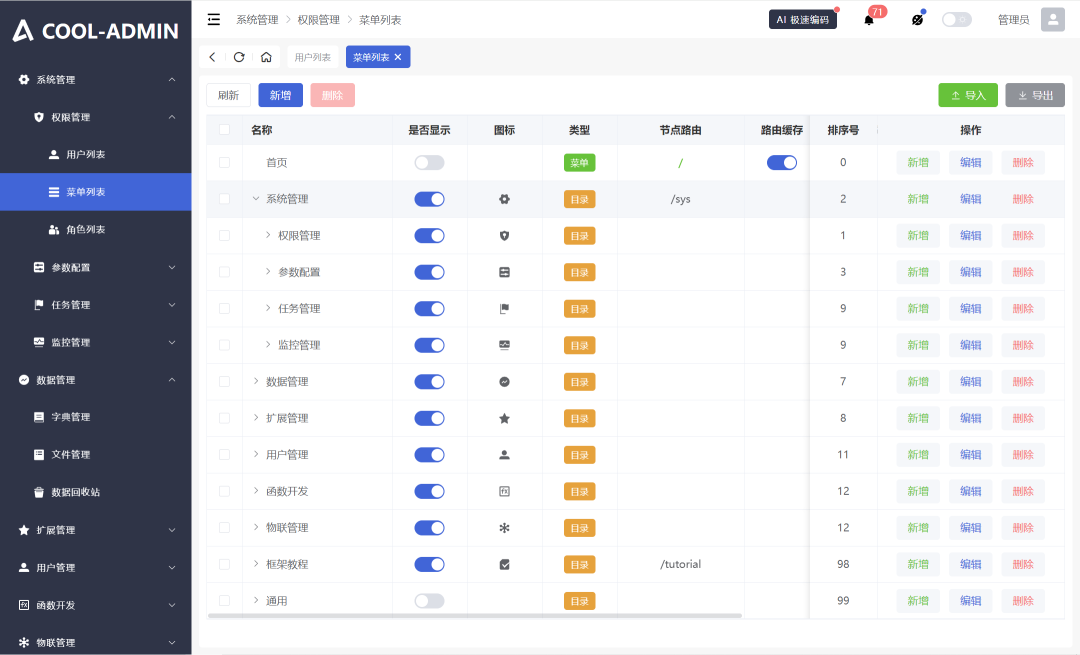 COOL-ADMIN
系统管理
权限管理
用户列表
菜单列表
角色列表
参数配置
任务管理
监控管理
数据管理
字典管理
文件管理
数据回收站
扩展管理
用户管理
函数开发
物联管理
系统管理 权限管理 菜单列表
AI 极速编码 71 管理员
用户列表 菜单列表
刷新 新增 删除 导入 导出
名称 是否显示 图标 类型 节点路由 路由缓存 排序号 操作
首页 菜单 / 0 新增 编辑 删除
系统管理 目录 /sys 2 新增 编辑 删除
权限管理 目录 1 新增 编辑 删除
参数配置 目录 3 新增 编辑 删除
任务管理 目录 9 新增 编辑 删除
监控管理 目录 9 新增 编辑 删除
数据管理 目录 7 新增 编辑 删除
扩展管理 目录 8 新增 编辑 删除
用户管理 目录 11 新增 编辑 删除
函数开发 目录 12 新增 编辑 删除
物联管理 目录 12 新增 编辑 删除
框架教程 目录 /tutorial 98 新增 编辑 删除
通用 目录 99 新增 编辑 删除